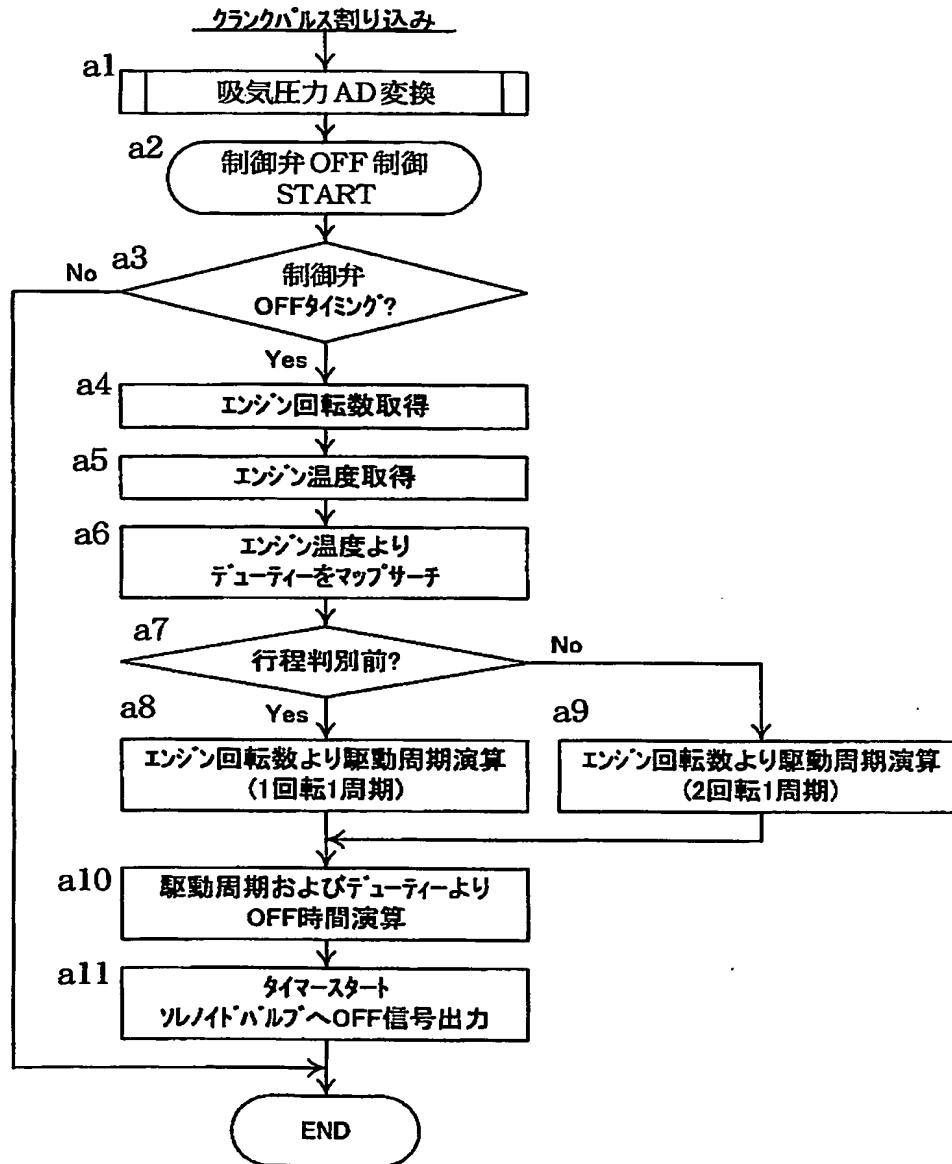 クランクパルス割り込み
a1
吸気圧力AD変換
a2
制御弁OFF制御
START
a3
No
制御弁
OFFタイミング?
Yes
a4
エンジン回転数取得
a5
エンジン温度取得
a6
エンジン温度より
デューティーをマップサーチ
a7
行程判別前?
No
a8
Yes
a9
エンジン回転数より駆動周期演算
(1回転1周期)
エンジン回転数より駆動周期演算
(2回転1周期)
a10
駆動周期およびデューティーより
OFF時間演算
a11
タイマースタート
ソレノイドバルブへOFF信号出力
END